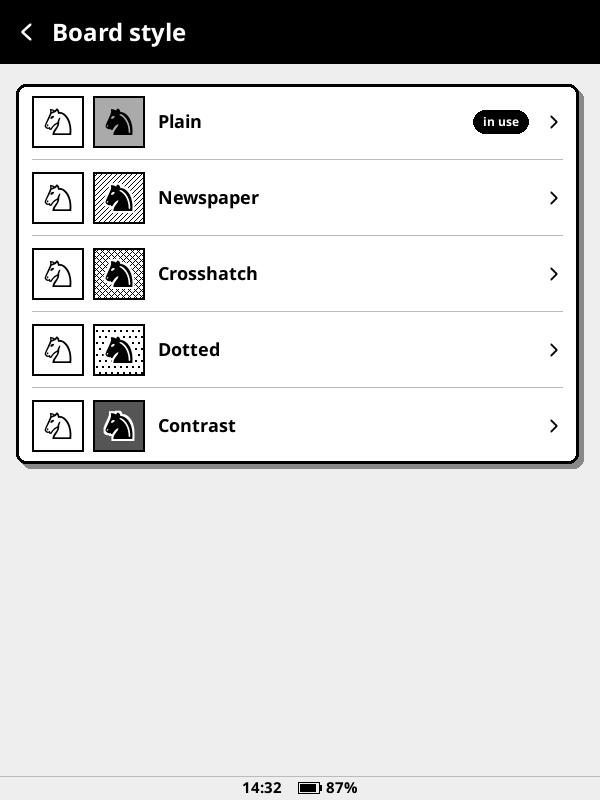 Board style
Plain
in use
Newspaper
Crosshatch
Dotted
Contrast
14:32 87%